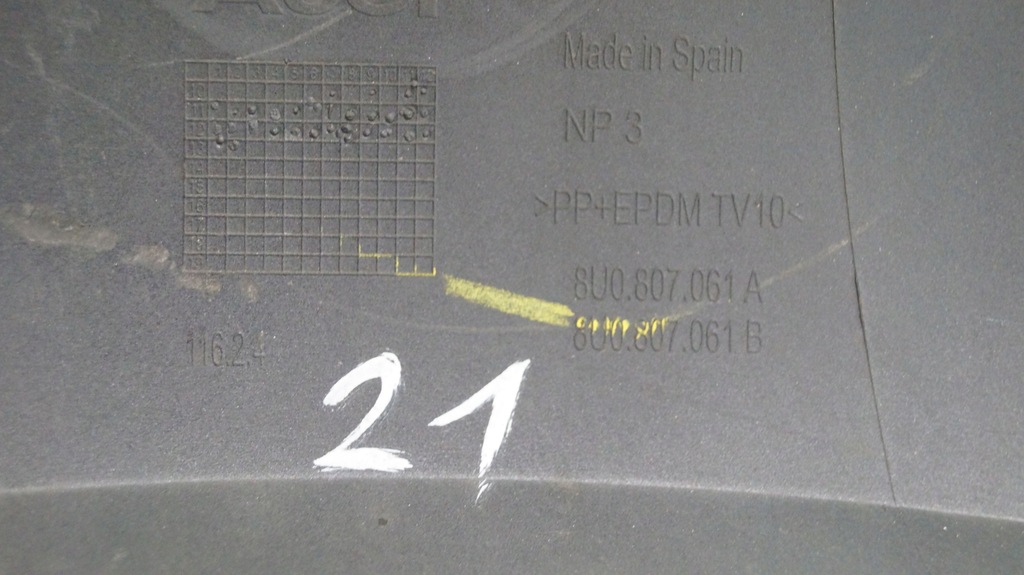 Made in Spain
NP 3
>PP+EPDM TV10<
8U0.807.061 A
8U0.807.061 B
116.2.4
21